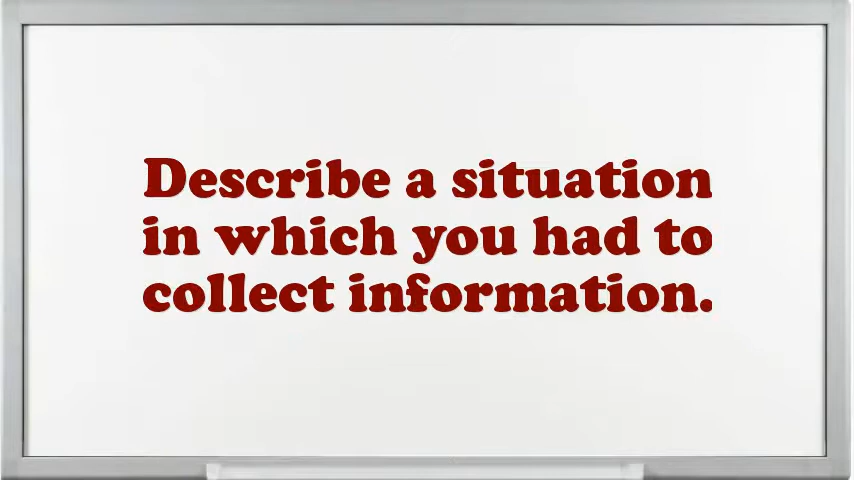 Describe a situation
in which you had to
collect information.